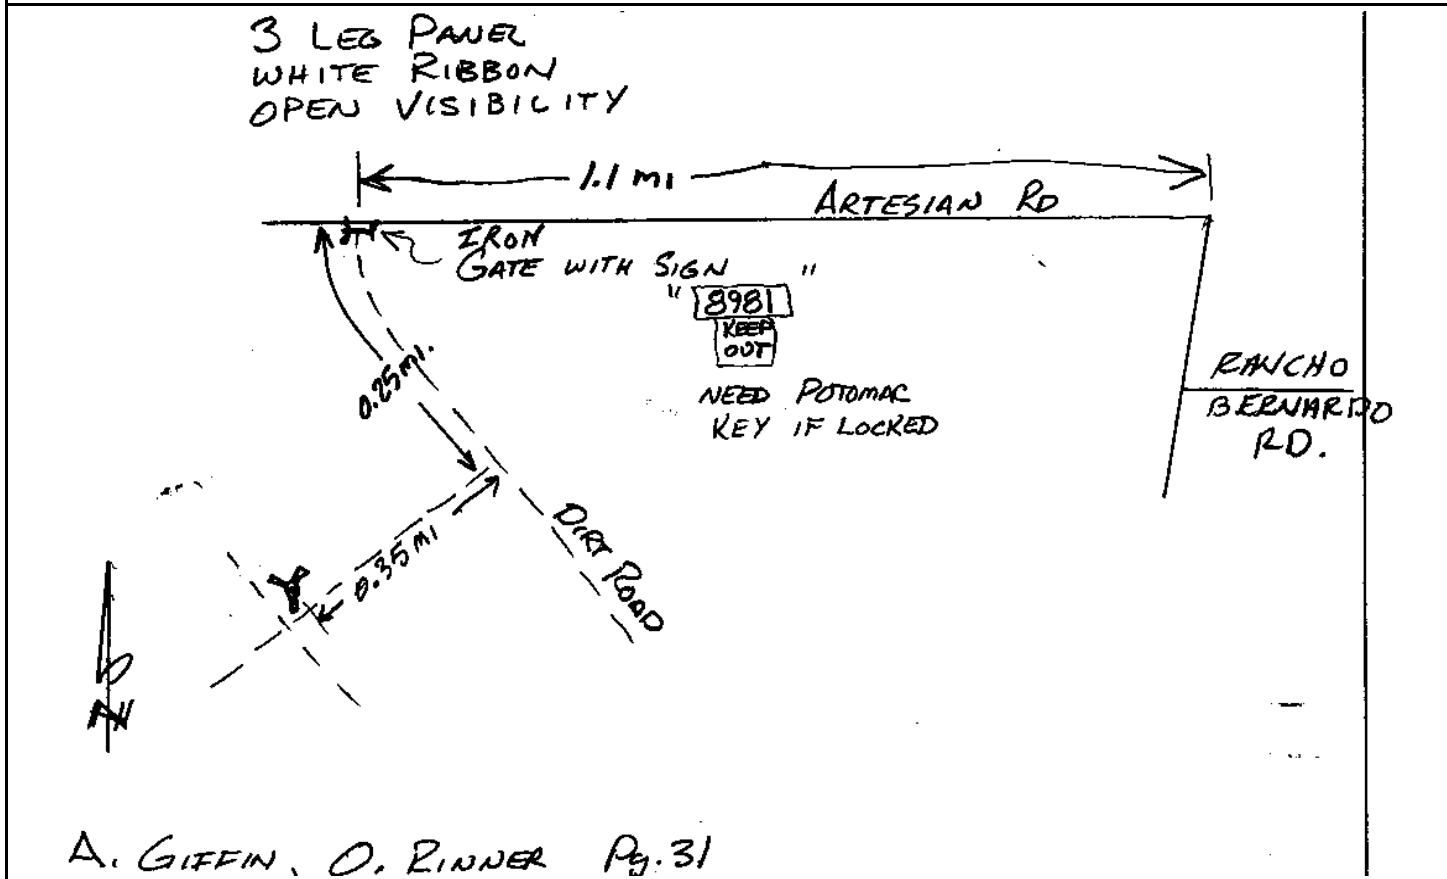 3 LEG PANEL
WHITE RIBBON
OPEN VISIBILITY
1.1 mi
ARTESIAN RD
IRON
GATE WITH SIGN "
" 8981
KEEP
OUT
NEED POTOMAC
KEY IF LOCKED
RANCHO
BERNARDO
RD.
0.25 mi.
0.35 mi
DIRT ROAD
N
A. GIFFIN, O. RINNER Pg. 31